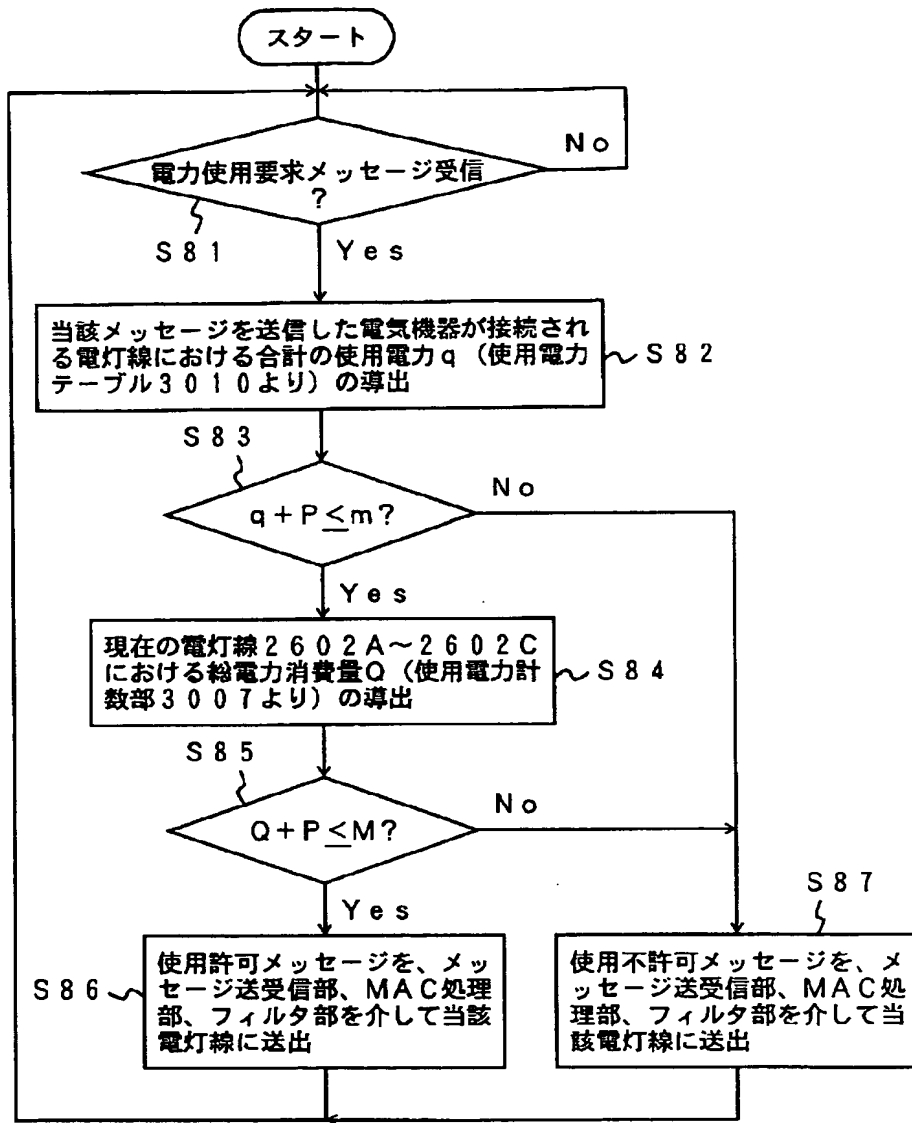 スタート
電力使用要求メッセージ受信
?
No
S81
Yes
当該メッセージを送信した電気機器が接続され
る電灯線における合計の使用電力q(使用電力
テーブル3010より)の導出
S82
S83
q+P≦m?
No
Yes
現在の電灯線2602A~2602C
における総電力消費量Q(使用電力計
数部3007より)の導出
S84
S85
Q+P≦M?
No
Yes
S87
S86
使用許可メッセージを、メッ
セージ送受信部、MAC処理
部、フィルタ部を介して当該
電灯線に送出
使用不許可メッセージを、メ
ッセージ送受信部、MAC処
理部、フィルタ部を介して当
該電灯線に送出